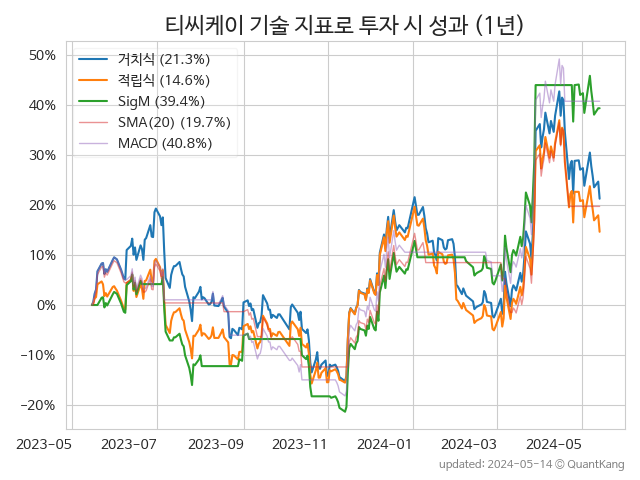 티씨케이 기술 지표로 투자 시 성과 (1년)
50%
40%
30%
20%
10%
0%
−10%
−20%
거치식 (21.3%)
적립식 (14.6%)
SigM (39.4%)
SMA(20) (19.7%)
MACD (40.8%)
2023-05
2023-07
2023-09
2023-11
2024-01
2024-03
2024-05
updated: 2024-05-14 © QuantKang